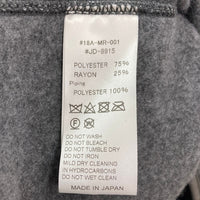 #18A-MR-001
#JD-9915
POLYESTER 75%
RAYON 25%
Piping
POLYESTER 100%
DO NOT WASH
DO NOT BLEACH
DO NOT TUMBLE DRY
DO NOT IRON
MILD DRY CLEANING
IN HYDROCARBONS
DO NOT WET CLEAN
MADE IN JAPAN